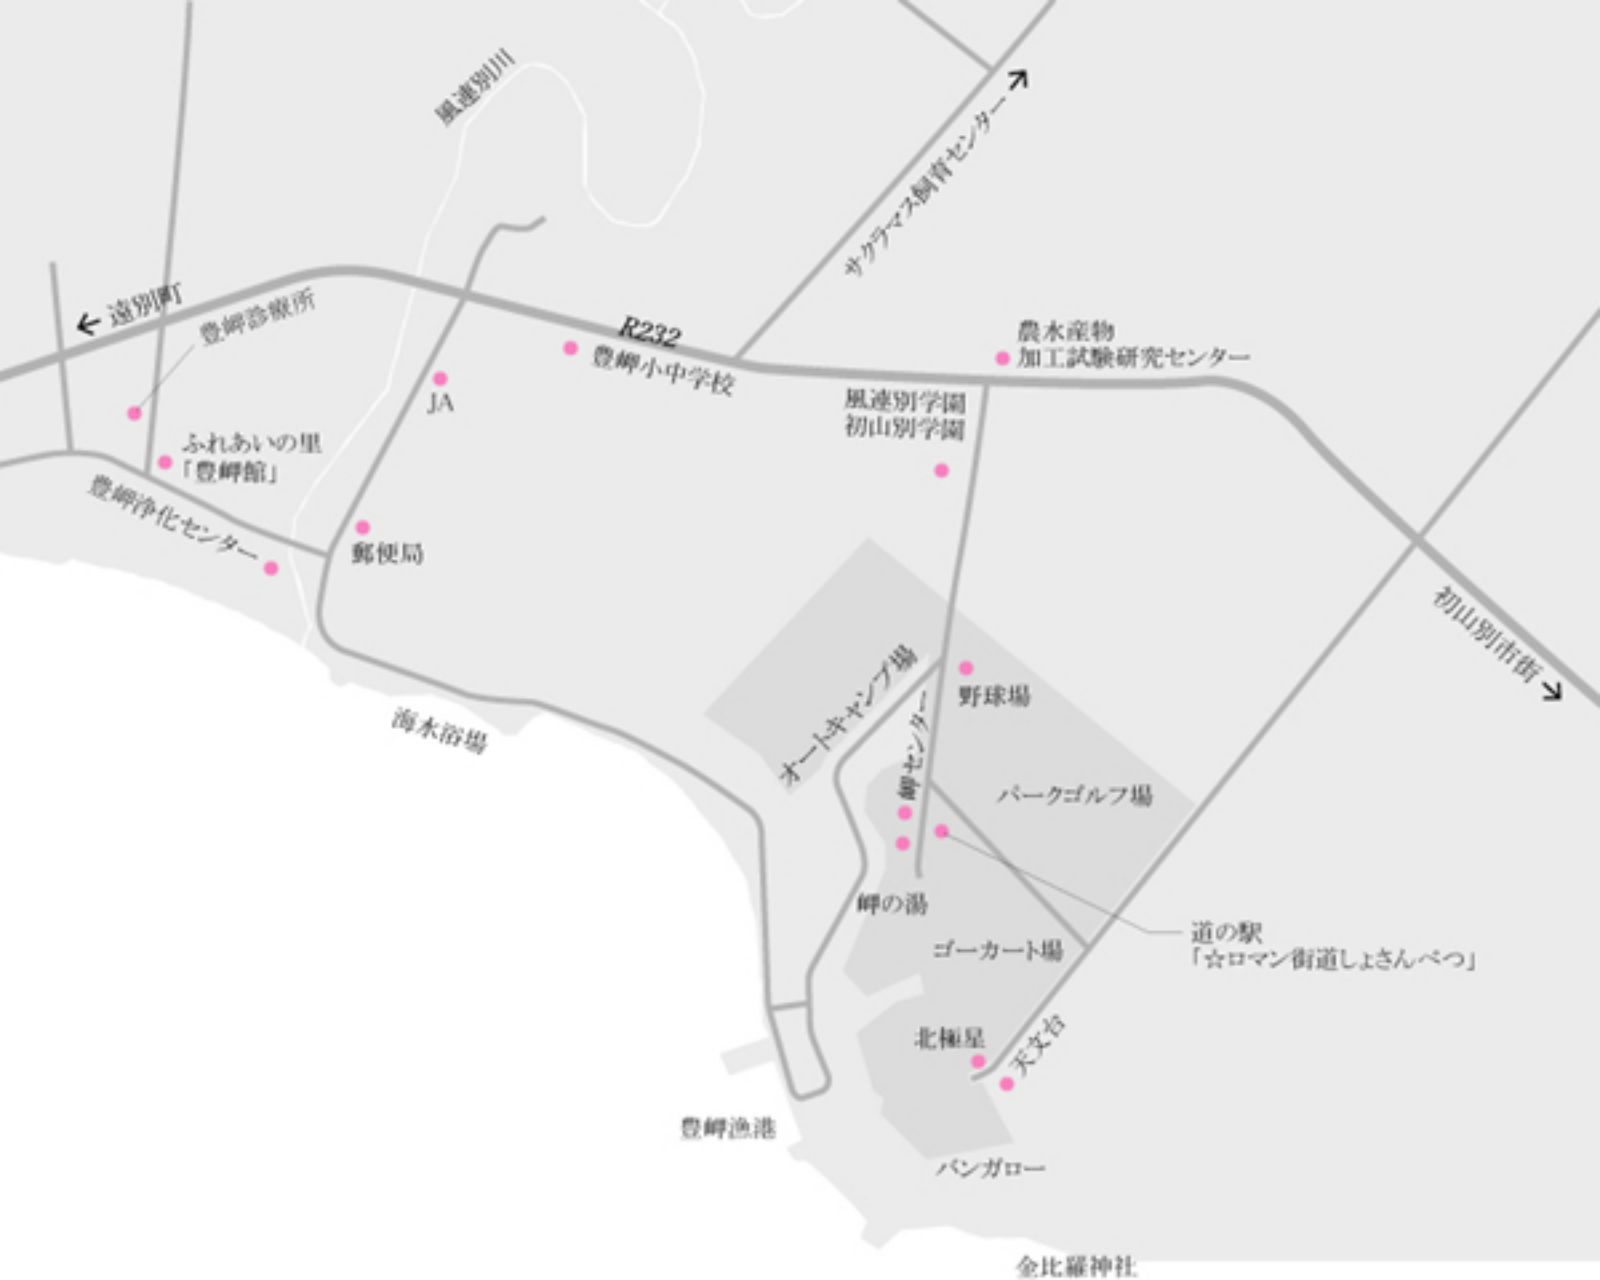 風連別川
サクラマス飼育センター
↗
← 遠別町
豊岬診療所
R232
豊岬小中学校
農水産物
加工試験研究センター
JA
風連別学園
初山別学園
ふれあいの里
「豊岬館」
豊岬浄化センター
郵便局
初山別市街
→
海水浴場
オートキャンプ場
野球場
岬センター
パークゴルフ場
岬の湯
ゴーカート場
道の駅
「☆ロマン街道しょさんべつ」
北極星
天文台
豊岬漁港
バンガロー
金比羅神社